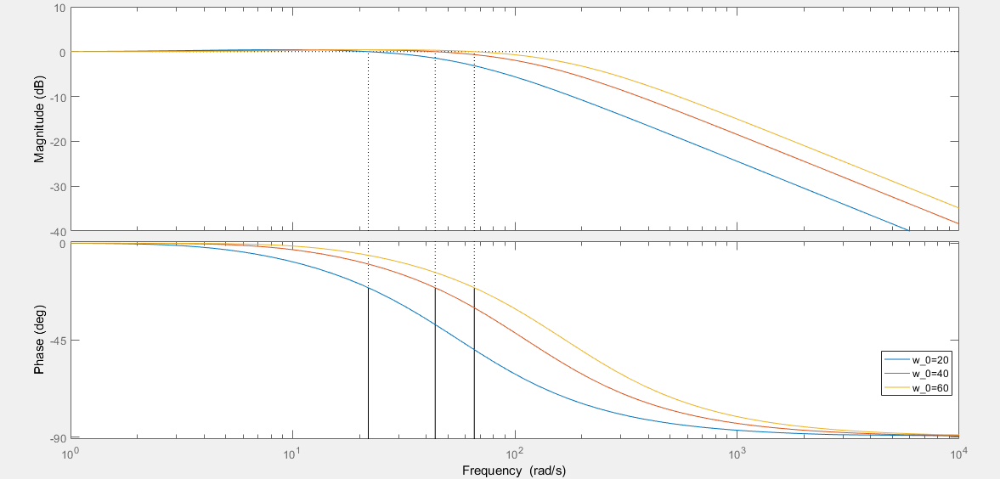 10
0
-10
-20
-30
-40
Magnitude (dB)
0
-45
-90
Phase (deg)
w_0=20
w_0=40
w_0=60
10^0
10^1
10^2
10^3
10^4
Frequency (rad/s)